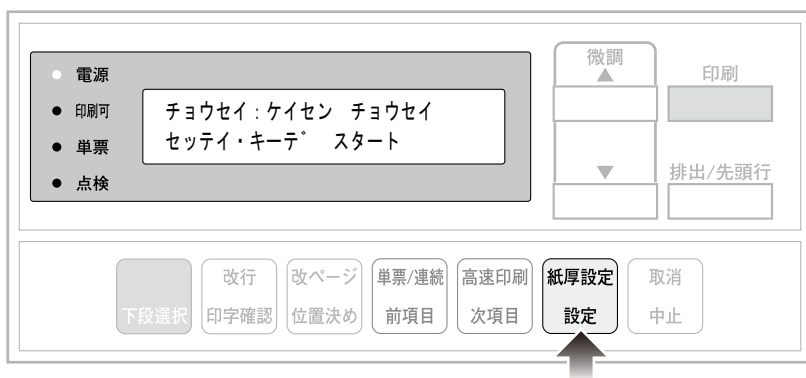 電源
印刷可
単票
点検
チョウセイ:ケイセン チョウセイ
セッテイ・キーデ゛ スタート
微調
印刷
排出/先頭行
下段選択
改行
印字確認
改ページ
位置決め
単票/連続
前項目
高速印刷
次項目
紙厚設定
設定
取消
中止